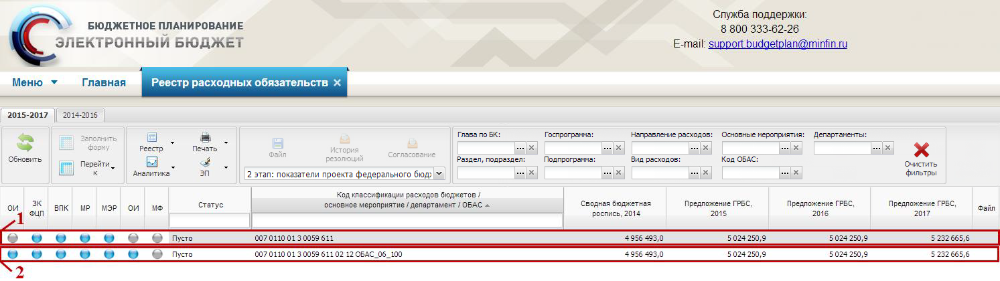 БЮДЖЕТНОЕ ПЛАНИРОВАНИЕ
ЭЛЕКТРОННЫЙ БЮДЖЕТ
Служба поддержки:
8 800 333-62-26
E-mail: support.budgetplan@minfin.ru
Меню Главная Реестр расходных обязательств ×
2015-2017 2014-2016
Обновить
Заполнить
форму
Перейти
к
Реестр
Аналитика
Печать
ЭП
Файл
История
резолюций
Согласование
2 этап: показатели проекта федерального бюд
Глава по БК: Госпрограмма: Направление расходов: Основные мероприятия: Департаменты:
Раздел, подраздел: Подпрограмма: Вид расходов: Код ОБАС:
Очистить
фильтры
ОИ
ЗК
ФЦП
ВПК
МР
МЭР
ОИ
МФ
Статус
Код классификации расходов бюджетов /
основное мероприятие / департамент / ОБАС
Сводная бюджетная
роспись, 2014
Предложение ГРБС,
2015
Предложение ГРБС,
2016
Предложение ГРБС,
2017
Файл
1
Пусто 007 0110 01 3 0059 611 4 956 493,0 5 024 250,9 5 024 250,9 5 232 665,6
Пусто 007 0110 01 3 0059 611 02 12 ОБАС_06_100 4 956 493,0 5 024 250,9 5 024 250,9 5 232 665,6
2